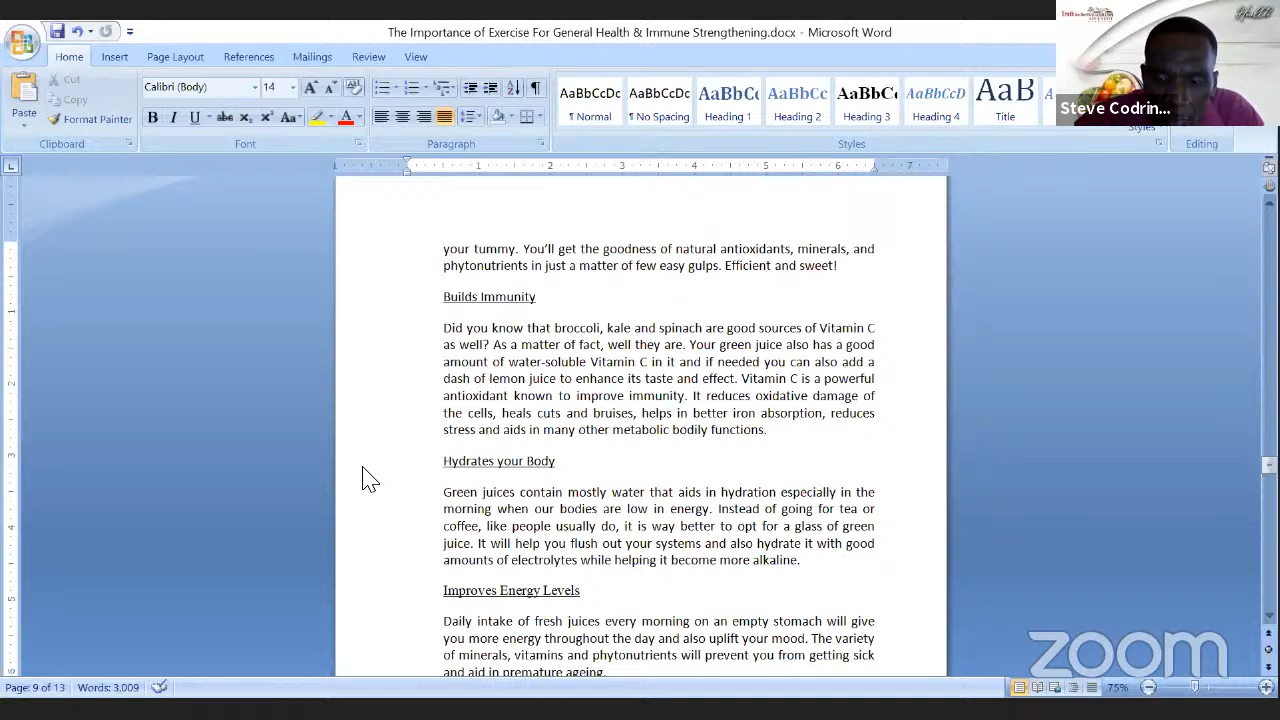 The Importance of Exercise For General Health & Immune Strengthening.docx - Microsoft Word
Home Insert Page Layout References Mailings Review View
Cut
Copy
Format Painter
Paste
Clipboard
Calibri (Body) 14
Font
Paragraph
AaBbCcDc AaBbCcDc AaBbCc AaBbCc AaBbCc AaBbCcD AaB
¶ Normal ¶ No Spacing Heading 1 Heading 2 Heading 3 Heading 4 Title
Styles
Styles
Editing
Steve Codrin...
your tummy. You'll get the goodness of natural antioxidants, minerals, and
phytonutrients in just a matter of few easy gulps. Efficient and sweet!
Builds Immunity
Did you know that broccoli, kale and spinach are good sources of Vitamin C
as well? As a matter of fact, well they are. Your green juice also has a good
amount of water-soluble Vitamin C in it and if needed you can also add a
dash of lemon juice to enhance its taste and effect. Vitamin C is a powerful
antioxidant known to improve immunity. It reduces oxidative damage of
the cells, heals cuts and bruises, helps in better iron absorption, reduces
stress and aids in many other metabolic bodily functions.
Hydrates your Body
Green juices contain mostly water that aids in hydration especially in the
morning when our bodies are low in energy. Instead of going for tea or
coffee, like people usually do, it is way better to opt for a glass of green
juice. It will help you flush out your systems and also hydrate it with good
amounts of electrolytes while helping it become more alkaline.
Improves Energy Levels
Daily intake of fresh juices every morning on an empty stomach will give
you more energy throughout the day and also uplift your mood. The variety
of minerals, vitamins and phytonutrients will prevent you from getting sick
and aid in premature ageing.
zoom
Page: 9 of 13 Words: 3,009 75%